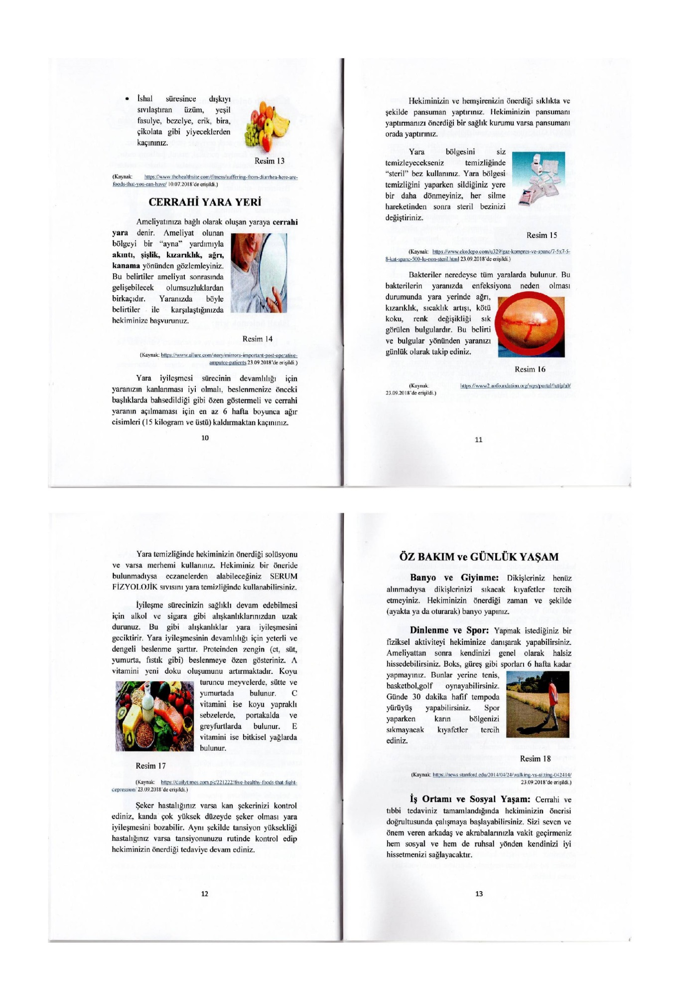 • İshal süresince dışkıyı
sıvılaştıran üzüm, yeşil
fasulye, bezelye, erik, bira,
çikolata gibi yiyeceklerden
kaçınınız.
Resim 13
(Kaynak: https://www.thehealthsite.com/fitness/suffering-from-diarrhea-here-are-
foods-that-you-can-have/ 10.07.2018'de erişildi.)
CERRAHİ YARA YERİ
Ameliyatınıza bağlı olarak oluşan yaraya cerrahi
yara denir. Ameliyat olunan
bölgeyi bir “ayna” yardımıyla
akıntı, şişlik, kızarıklık, ağrı,
kanama yönünden gözlemleyiniz.
Bu belirtiler ameliyat sonrasında
gelişebilecek olumsuzluklardan
birkaçıdır. Yaranızda böyle
belirtiler ile karşılaştığınızda
hekiminize başvurunuz.
Resim 14
(Kaynak: https://www.allure.com/story/mirrors-important-post-operative-
amputee-patients 23.09.2018'de erişildi.)
Yara iyileşmesi sürecinin devamlılığı için
yaranızın kanlanması iyi olmalı, beslenmenize önceki
başlıklarda bahsedildiği gibi özen göstermeli ve cerrahi
yaranın açılmaması için en az 6 hafta boyunca ağır
cisimleri (15 kilogram ve üstü) kaldırmaktan kaçınınız.
10
Hekiminizin ve hemşirenizin önerdiği sıklıkta ve
şekilde pansuman yaptırınız. Hekiminizin pansumanı
yaptırmanızı önerdiği bir sağlık kurumu varsa pansumanı
orada yaptırınız.
Yara bölgesini siz
temizleyecekseniz temizliğinde
“steril” bez kullanınız. Yara bölgesi
temizliğini yaparken sildiğiniz yere
bir daha dönmeyiniz, her silme
hareketinden sonra steril bezinizi
değiştiriniz.
Resim 15
(Kaynak: https://www.ekodepo.com/u329/gaz-kompres-ve-spanc/7-5x7-5-
8-kat-spanc-500-lu-non-steril.html 23.09.2018'de erişildi.)
Bakteriler neredeyse tüm yaralarda bulunur. Bu
bakterilerin yaranızda enfeksiyona neden olması
durumunda yara yerinde ağrı,
kızarıklık, sıcaklık artışı, kötü
koku, renk değişikliği sık
görülen bulgulardır. Bu belirti
ve bulgular yönünden yaranızı
günlük olarak takip ediniz.
Resim 16
(Kaynak: https://www2.aofoundation.org/wps/portal/!ut/p/a0/
23.09.2018'de erişildi.)
11
Yara temizliğinde hekiminizin önerdiği solüsyonu
ve varsa merhemi kullanınız. Hekiminiz bir öneride
bulunmadıysa eczanelerden alabileceğiniz SERUM
FİZYOLOJİK sıvısını yara temizliğinde kullanabilirsiniz.
İyileşme sürecinizin sağlıklı devam edebilmesi
için alkol ve sigara gibi alışkanlıklarınızdan uzak
durunuz. Bu gibi alışkanlıklar yara iyileşmesini
geciktirir. Yara iyileşmesinin devamlılığı için yeterli ve
dengeli beslenme şarttır. Proteinden zengin (et, süt,
yumurta, fıstık gibi) beslenmeye özen gösteriniz. A
vitamini yeni doku oluşumunu artırmaktadır. Koyu
turuncu meyvelerde, sütte ve
yumurtada bulunur. C
vitamini ise koyu yapraklı
sebzelerde, portakalda ve
greyfurtlarda bulunur. E
vitamini ise bitkisel yağlarda
bulunur.
Resim 17
(Kaynak: https://dailytimes.com.pk/221222/five-healthy-foods-that-fight-
depression/ 23.09.2018'de erişildi.)
Şeker hastalığınız varsa kan şekerinizi kontrol
ediniz, kanda çok yüksek düzeyde şeker olması yara
iyileşmesini bozabilir. Aynı şekilde tansiyon yüksekliği
hastalığınız varsa tansiyonunuzu rutinde kontrol edip
hekiminizin önerdiği tedaviye devam ediniz.
12
ÖZ BAKIM ve GÜNLÜK YAŞAM
Banyo ve Giyinme: Dikişleriniz henüz
alınmadıysa dikişlerinizi sıkacak kıyafetler tercih
etmeyiniz. Hekiminizin önerdiği zaman ve şekilde
(ayakta ya da oturarak) banyo yapınız.
Dinlenme ve Spor: Yapmak istediğiniz bir
fiziksel aktiviteyi hekiminize danışarak yapabilirsiniz.
Ameliyattan sonra kendinizi genel olarak halsiz
hissedebilirsiniz. Boks, güreş gibi sporları 6 hafta kadar
yapmayınız. Bunlar yerine tenis,
basketbol,golf oynayabilirsiniz.
Günde 30 dakika hafif tempoda
yürüyüş yapabilirsiniz. Spor
yaparken karın bölgenizi
sıkmayacak kıyafetler tercih
ediniz.
Resim 18
(Kaynak: https://news.stanford.edu/2014/04/24/walking-vs-sitting-042414/
23.09.2018'de erişildi.)
İş Ortamı ve Sosyal Yaşam: Cerrahi ve
tıbbi tedaviniz tamamlandığında hekiminizin önerisi
doğrultusunda çalışmaya başlayabilirsiniz. Sizi seven ve
önem veren arkadaş ve akrabalarınızla vakit geçirmeniz
hem sosyal ve hem de ruhsal yönden kendinizi iyi
hissetmenizi sağlayacaktır.
13